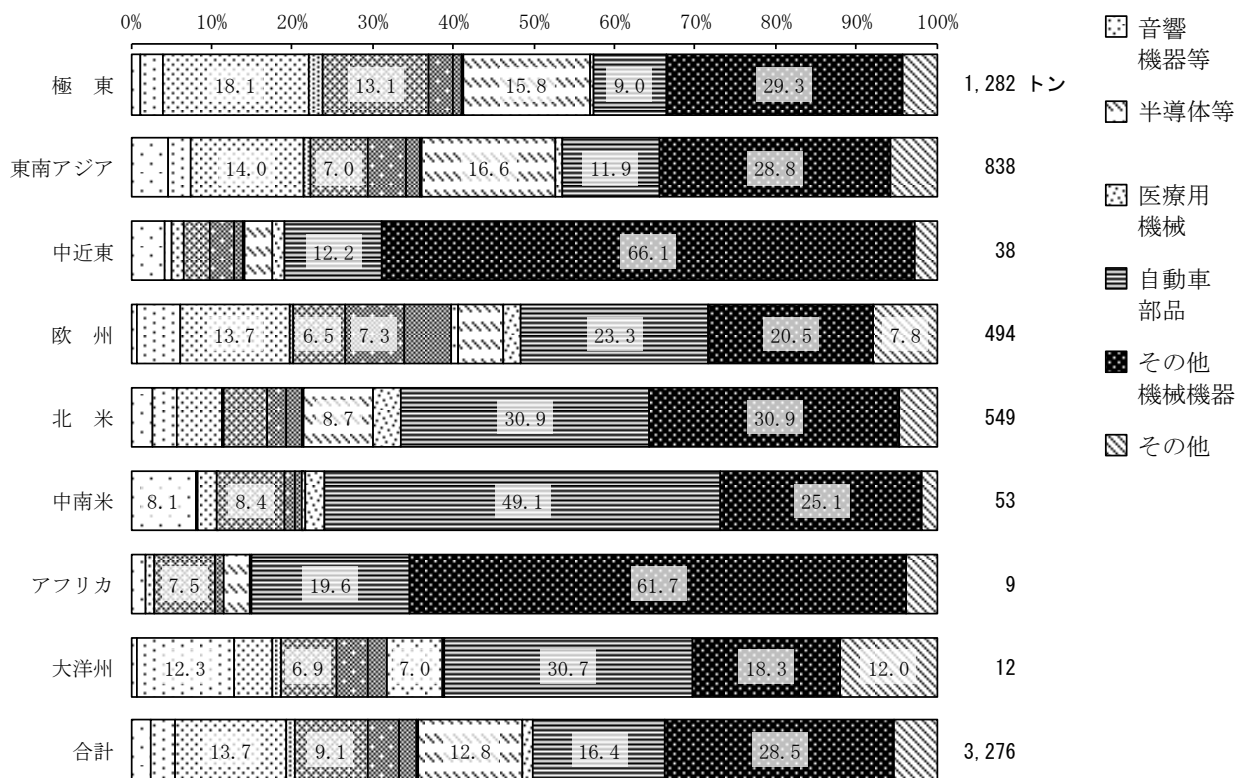 0% 10% 20% 30% 40% 50% 60% 70% 80% 90% 100%
極 東 18.1 13.1 15.8 9.0 29.3 1,282 トン
東南アジア 14.0 7.0 16.6 11.9 28.8 838
中近東 12.2 66.1 38
欧 州 13.7 6.5 7.3 23.3 20.5 7.8 494
北 米 8.7 30.9 30.9 549
中南米 8.1 8.4 49.1 25.1 53
アフリカ 7.5 19.6 61.7 9
大洋州 12.3 6.9 7.0 30.7 18.3 12.0 12
合計 13.7 9.1 12.8 16.4 28.5 3,276
音響
機器等
半導体等
医療用
機械
自動車
部品
その他
機械機器
その他